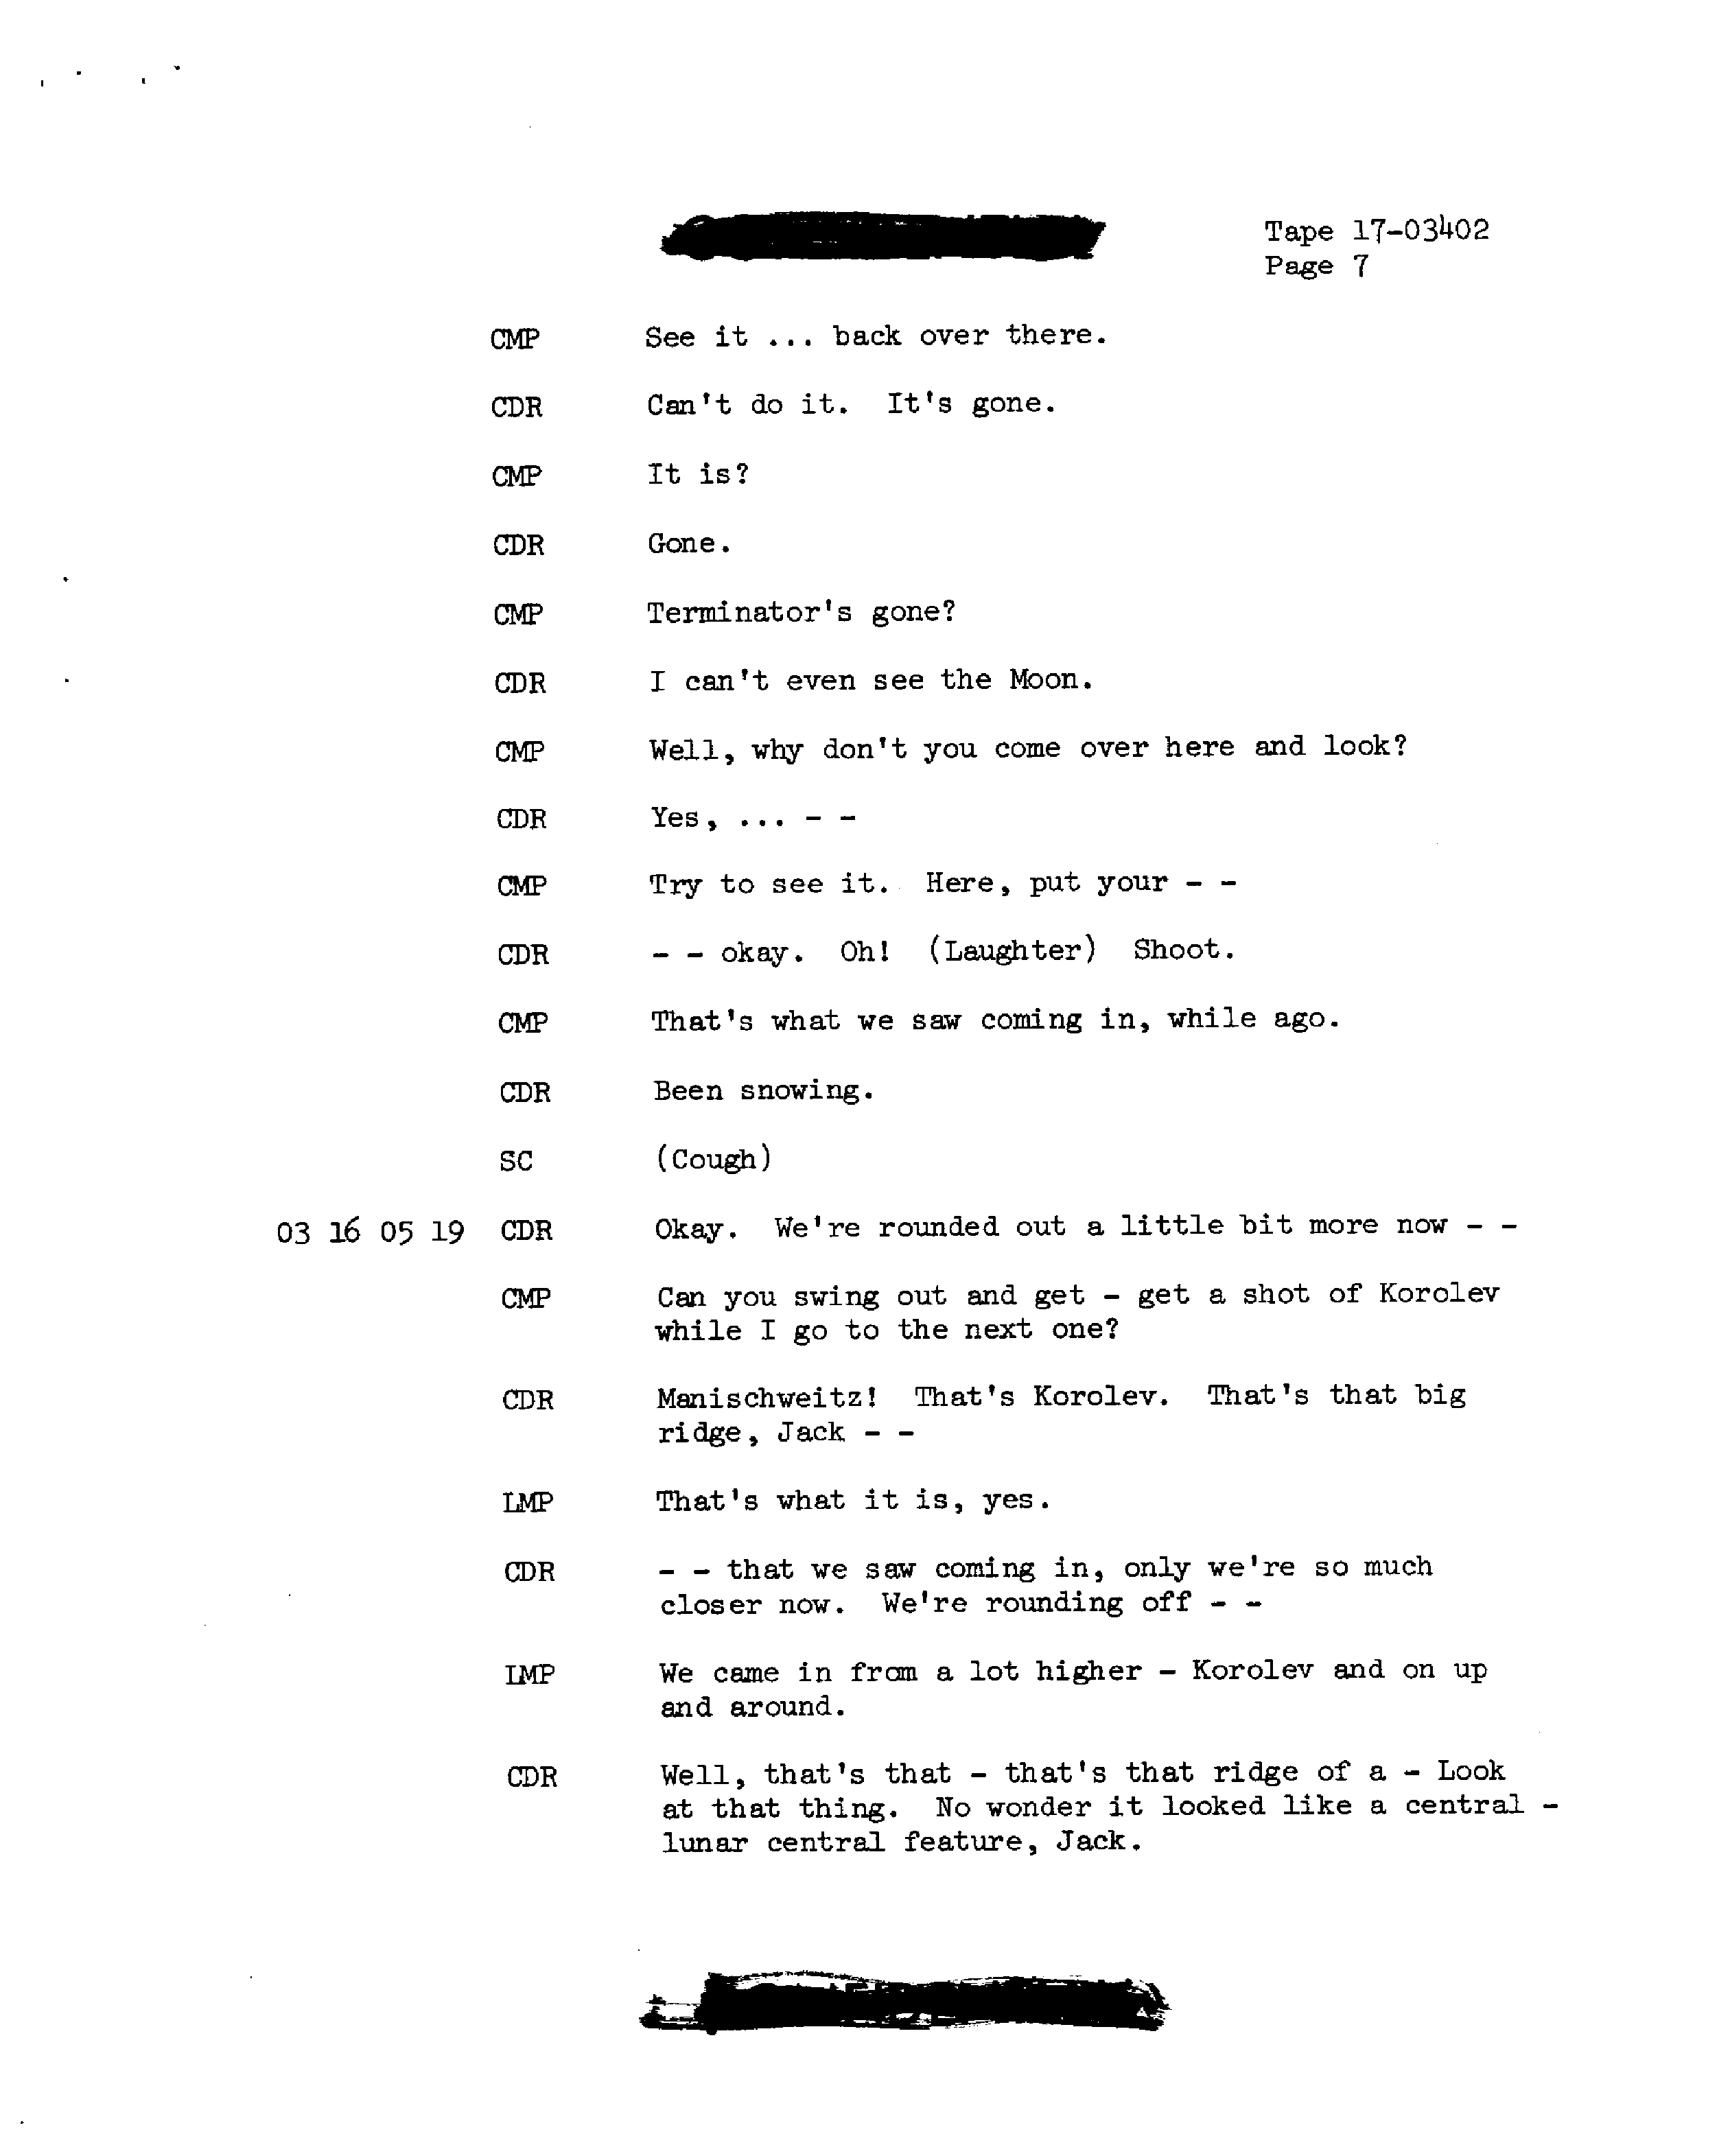 Tape 17-03402
Page 7
CMP See it ... back over there.
CDR Can't do it. It's gone.
CMP It is?
CDR Gone.
CMP Terminator's gone?
CDR I can't even see the Moon.
CMP Well, why don't you come over here and look?
CDR Yes, ... - -
CMP Try to see it. Here, put your - -
CDR - - okay. Oh! (Laughter) Shoot.
CMP That's what we saw coming in, while ago.
CDR Been snowing.
SC (Cough)
03 16 05 19 CDR Okay. We're rounded out a little bit more now - -
CMP Can you swing out and get - get a shot of Korolev
while I go to the next one?
CDR Manischweitz! That's Korolev. That's that big
ridge, Jack - -
LMP That's what it is, yes.
CDR - - that we saw coming in, only we're so much
closer now. We're rounding off - -
LMP We came in from a lot higher - Korolev and on up
and around.
CDR Well, that's that - that's that ridge of a - Look
at that thing. No wonder it looked like a central -
lunar central feature, Jack.